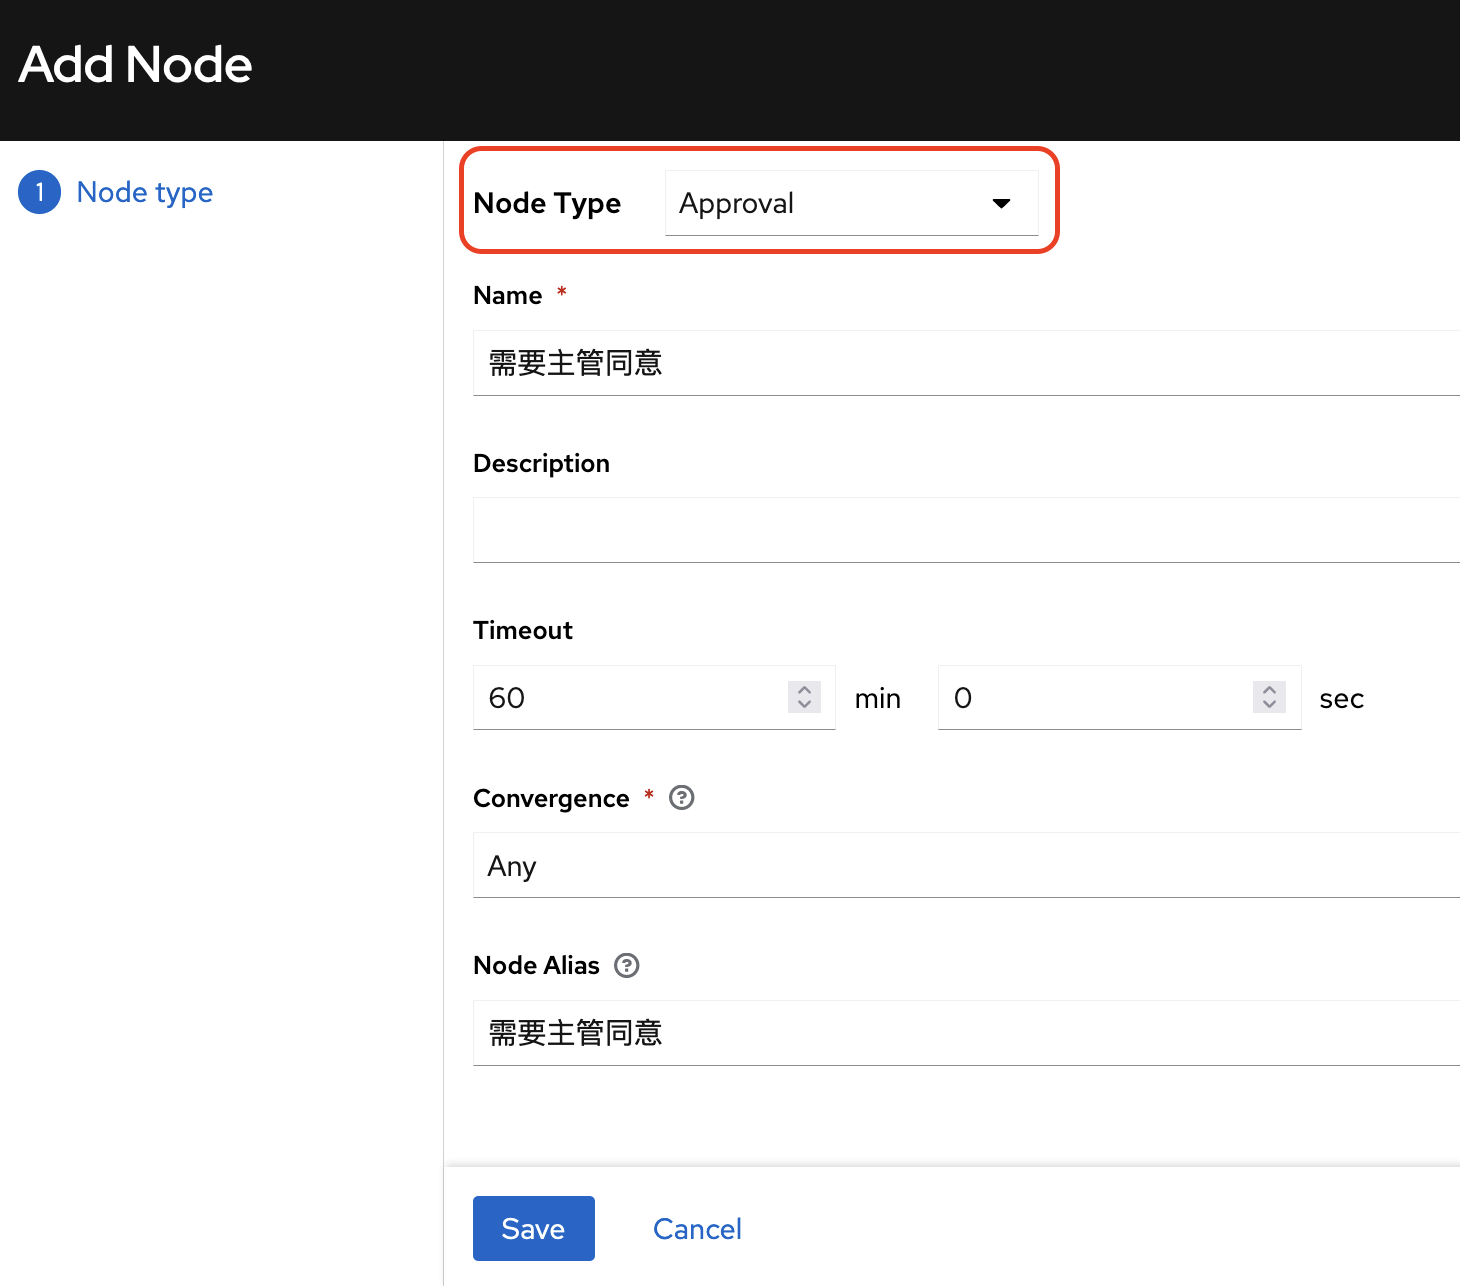 Add Node
1 Node type
Node Type Approval
Name *
需要主管同意
Description
Timeout
60 min 0 sec
Convergence * ?
Any
Node Alias ?
需要主管同意
Save Cancel